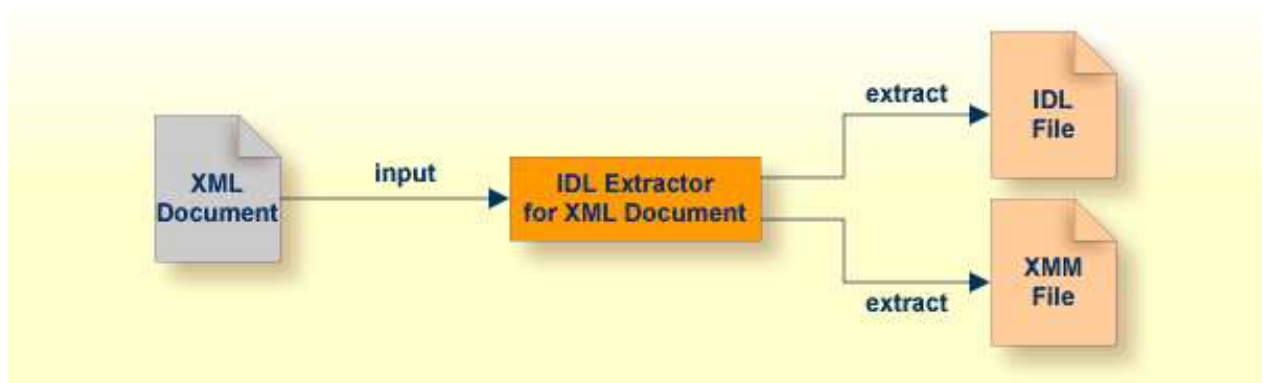 XML
Document
input
IDL Extractor
for XML Document
extract
IDL
File
extract
XMM
File